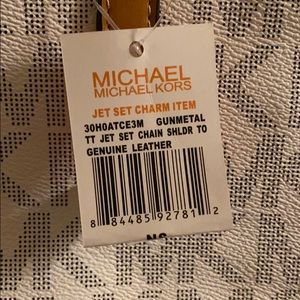 MICHAEL
MICHAEL KORS
JET SET CHARM ITEM
30H0ATCE3M GUNMETAL
TT JET SET CHAIN SHLDR TO
GENUINE LEATHER
8 84485 92781 2
NS